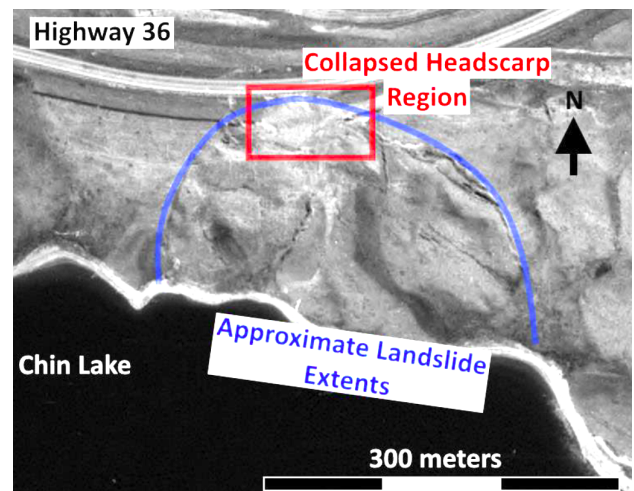 Highway 36
Collapsed Headscarp
Region
N
Approximate Landslide
Extents
Chin Lake
300 meters